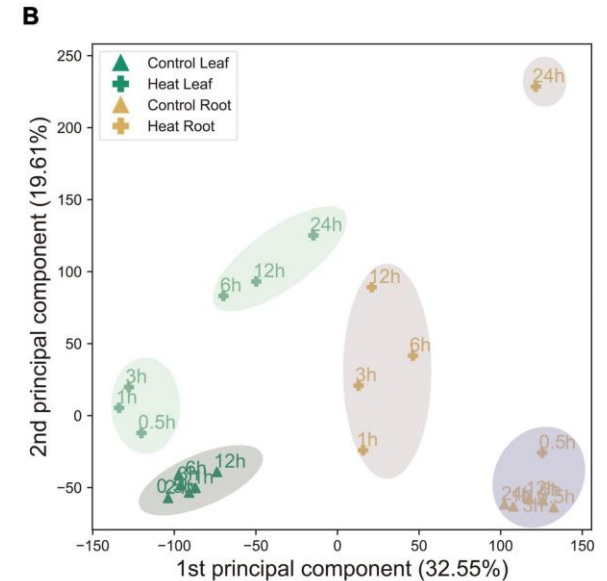 B
Control Leaf
Heat Leaf
Control Root
Heat Root
2nd principal component (19.61%)
250
200
150
100
50
0
−50
24h
24h
12h
6h
12h
6h
3h
1h
3h
1h
0.5h
6h
12h
1h
0.5h
−150
−100
−50
0
50
100
150
1st principal component (32.55%)